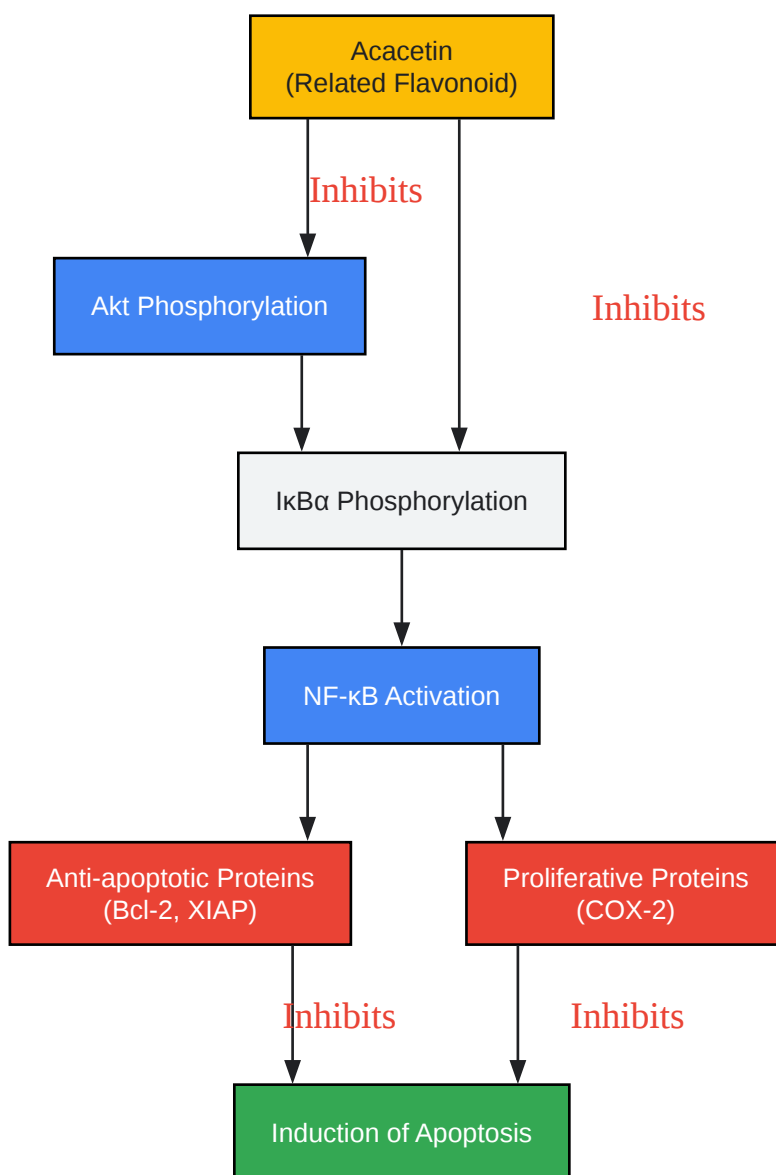 Acacetin
(Related Flavonoid)
Inhibits
Akt Phosphorylation
Inhibits
IκBα Phosphorylation
NF-κB Activation
Anti-apoptotic Proteins
(Bcl-2, XIAP)
Proliferative Proteins
(COX-2)
Inhibits
Inhibits
Induction of Apoptosis